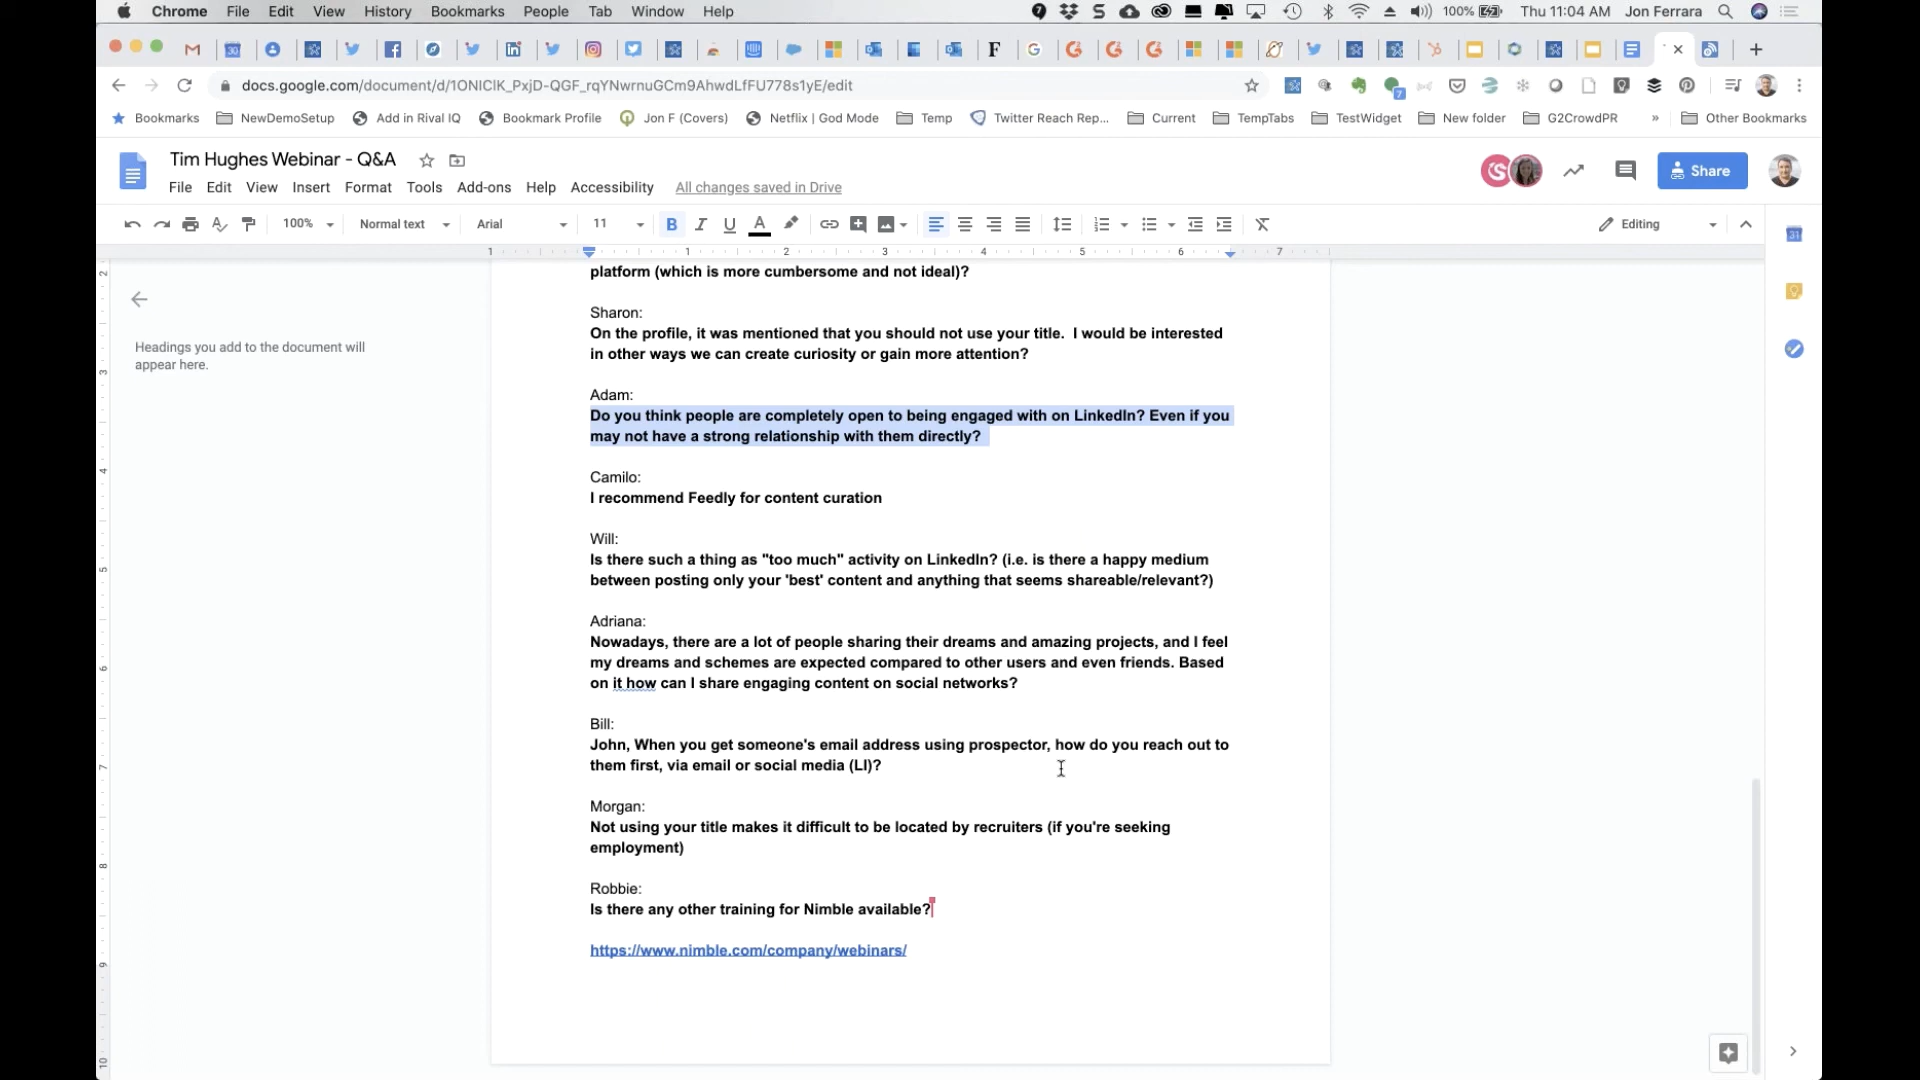 Chrome File Edit View History Bookmarks People Tab Window Help 100% Thu 11:04 AM Jon Ferrara
docs.google.com/document/d/1ONIClK_PxjD-QGF_rqYNwrnuGCm9AhwdLfFU778s1yE/edit
Bookmarks NewDemoSetup Add in Rival IQ Bookmark Profile Jon F (Covers) Netflix | God Mode Temp Twitter Reach Rep... Current TempTabs TestWidget New folder G2CrowdPR » Other Bookmarks
Tim Hughes Webinar - Q&A
Share
File Edit View Insert Format Tools Add-ons Help Accessibility All changes saved in Drive
100% Normal text Arial 11 Editing
1 1 2 3 4 5 6 7
platform (which is more cumbersome and not ideal)?
Headings you add to the document will
appear here.
Sharon:
On the profile, it was mentioned that you should not use your title.  I would be interested
in other ways we can create curiosity or gain more attention?
Adam:
Do you think people are completely open to being engaged with on LinkedIn? Even if you
may not have a strong relationship with them directly?
Camilo:
I recommend Feedly for content curation
Will:
Is there such a thing as "too much" activity on LinkedIn? (i.e. is there a happy medium
between posting only your 'best' content and anything that seems shareable/relevant?)
Adriana:
Nowadays, there are a lot of people sharing their dreams and amazing projects, and I feel
my dreams and schemes are expected compared to other users and even friends. Based
on it how can I share engaging content on social networks?
Bill:
John, When you get someone's email address using prospector, how do you reach out to
them first, via email or social media (LI)?
Morgan:
Not using your title makes it difficult to be located by recruiters (if you're seeking
employment)
Robbie:
Is there any other training for Nimble available?
https://www.nimble.com/company/webinars/